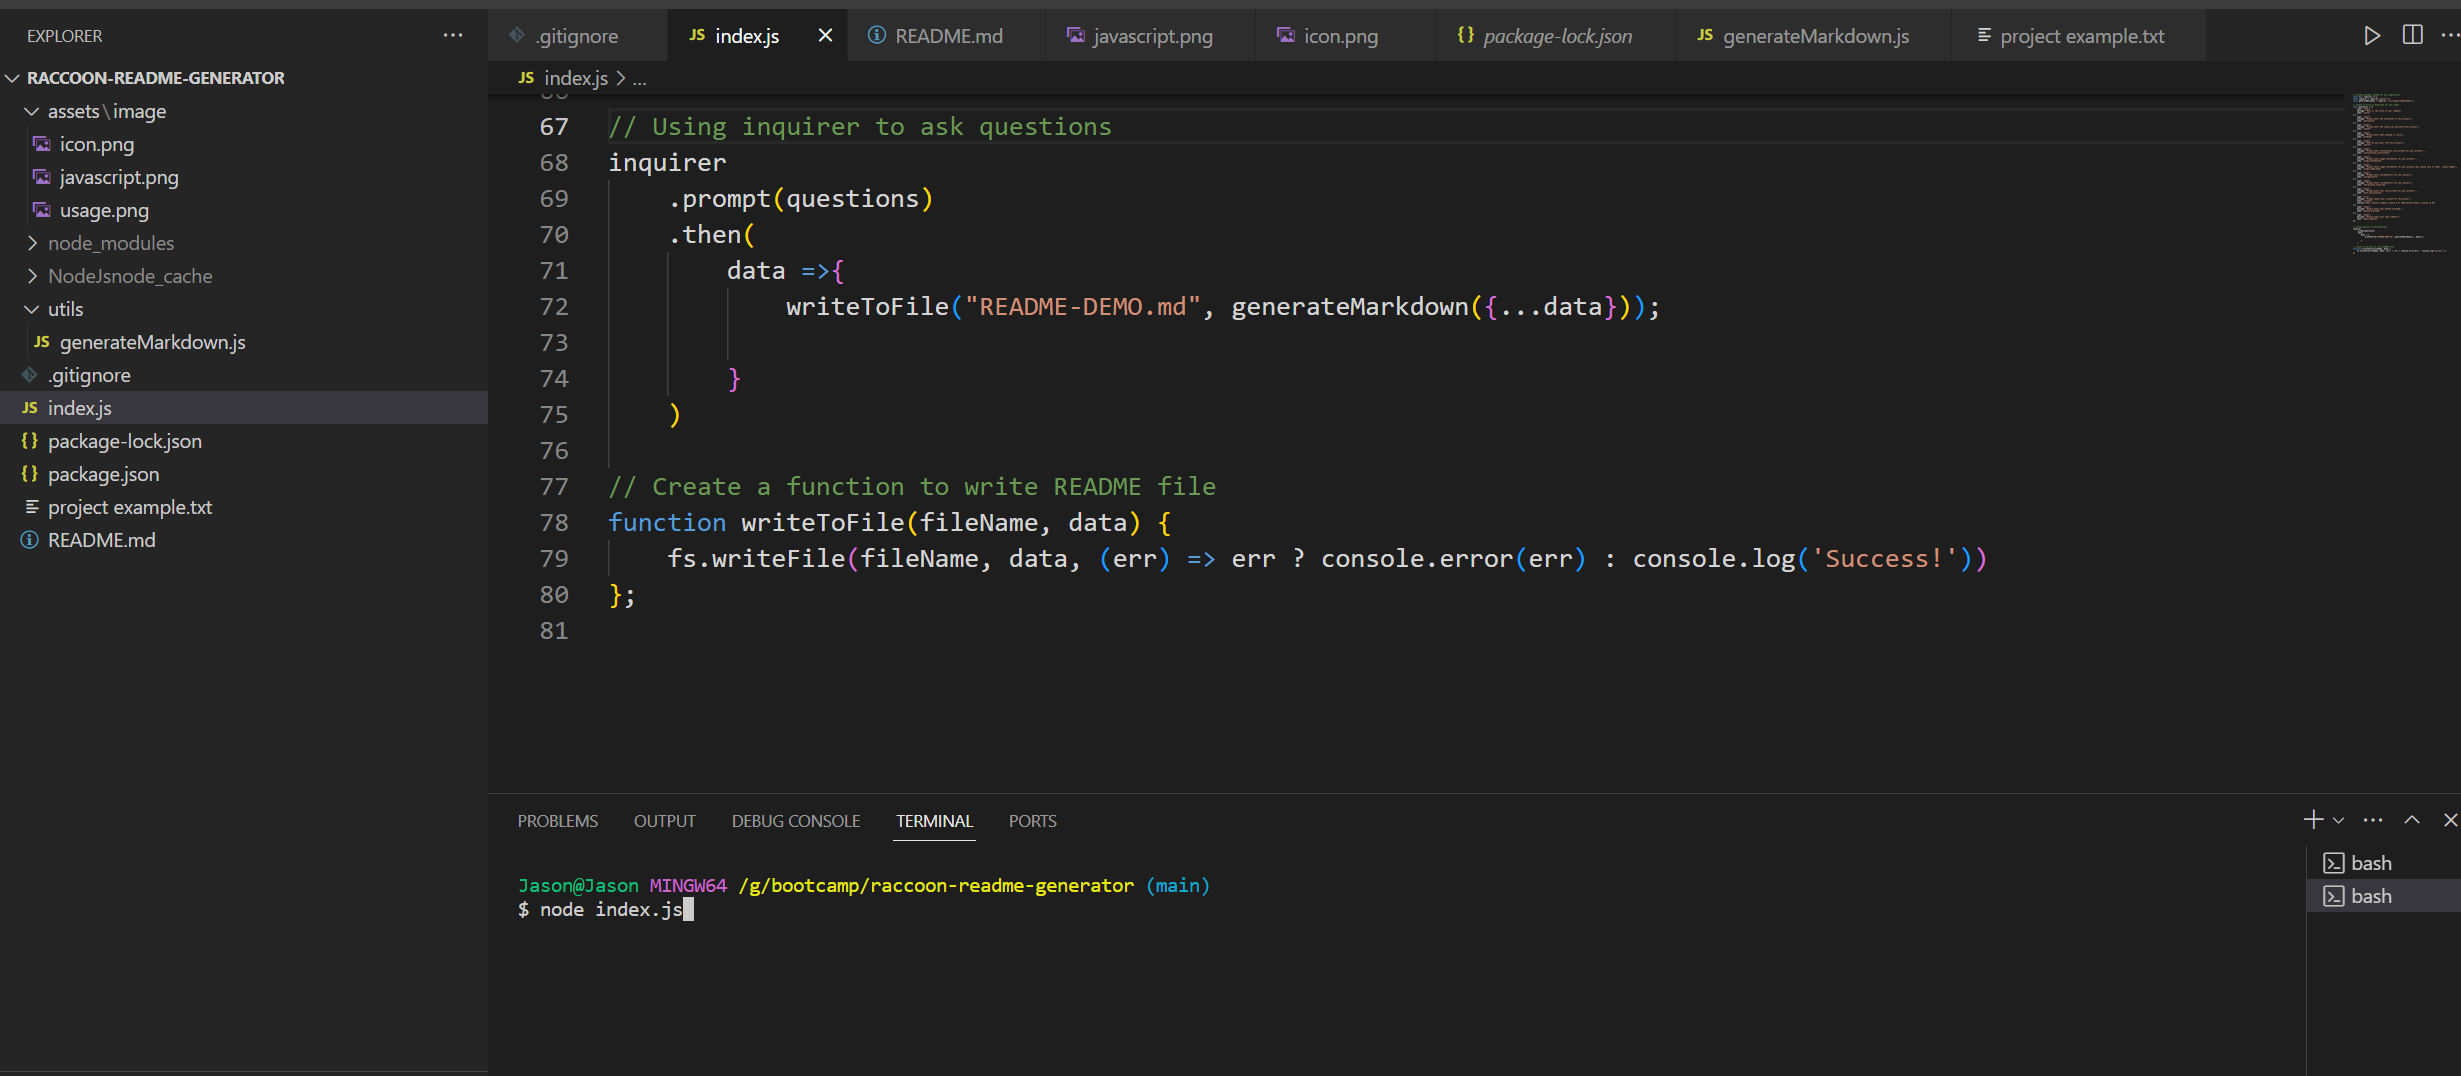 EXPLORER
RACCOON-README-GENERATOR
assets\image
icon.png
javascript.png
usage.png
node_modules
NodeJsnode_cache
utils
JS generateMarkdown.js
.gitignore
JS index.js
{} package-lock.json
{} package.json
project example.txt
README.md
.gitignore
JS index.js
README.md
javascript.png
icon.png
{} package-lock.json
JS generateMarkdown.js
project example.txt
JS index.js > ...
67 // Using inquirer to ask questions
68 inquirer
69     .prompt(questions)
70     .then(
71         data =>{
72             writeToFile("README-DEMO.md", generateMarkdown({...data}));
73
74         }
75     )
76
77 // Create a function to write README file
78 function writeToFile(fileName, data) {
79     fs.writeFile(fileName, data, (err) => err ? console.error(err) : console.log('Success!'))
80 };
81
PROBLEMS OUTPUT DEBUG CONSOLE TERMINAL PORTS
Jason@Jason MINGW64 /g/bootcamp/raccoon-readme-generator (main)
$ node index.js
bash
bash